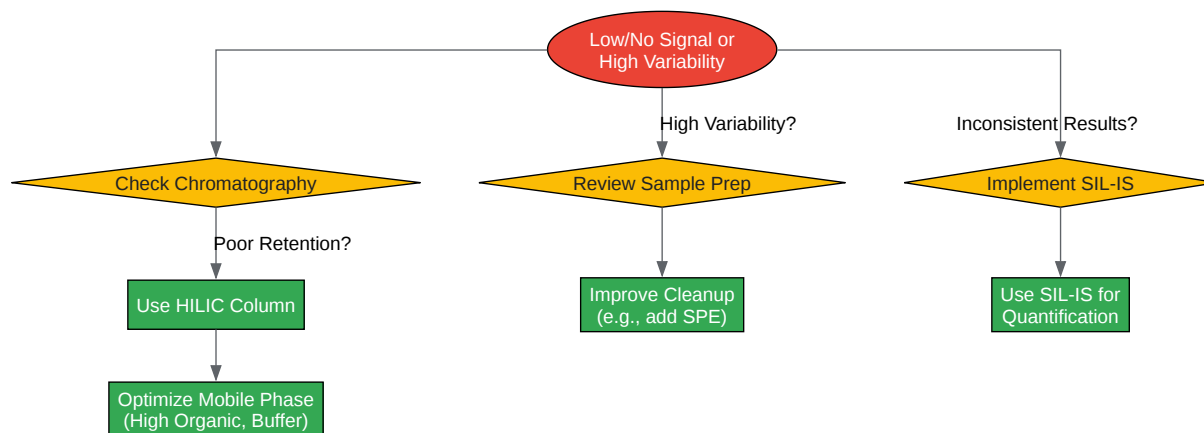 Low/No Signal or
High Variability
High Variability?
Inconsistent Results?
Check Chromatography
Review Sample Prep
Implement SIL-IS
Poor Retention?
Use HILIC Column
Improve Cleanup
(e.g., add SPE)
Use SIL-IS for
Quantification
Optimize Mobile Phase
(High Organic, Buffer)